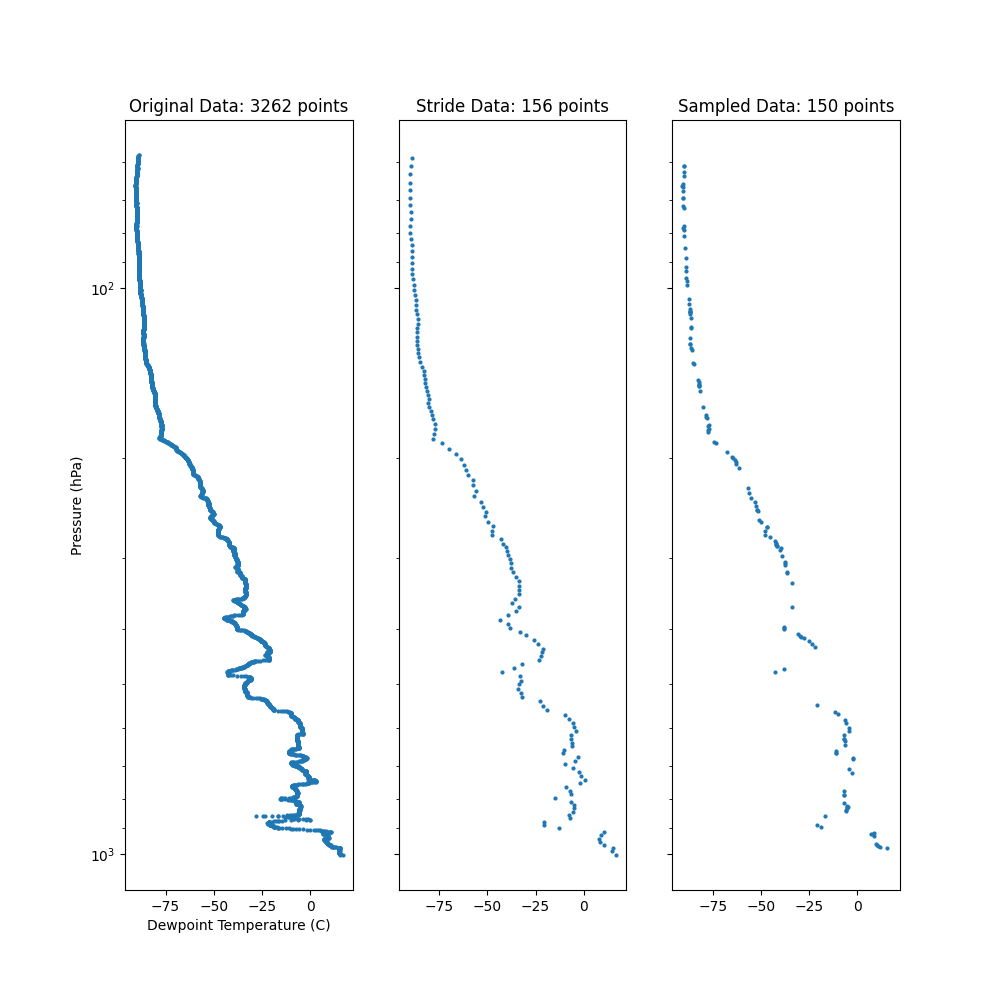 Original Data: 3262 points
Stride Data: 156 points
Sampled Data: 150 points
Pressure (hPa)
10²
10³
−75 −50 −25 0
−75 −50 −25 0
−75 −50 −25 0
Dewpoint Temperature (C)